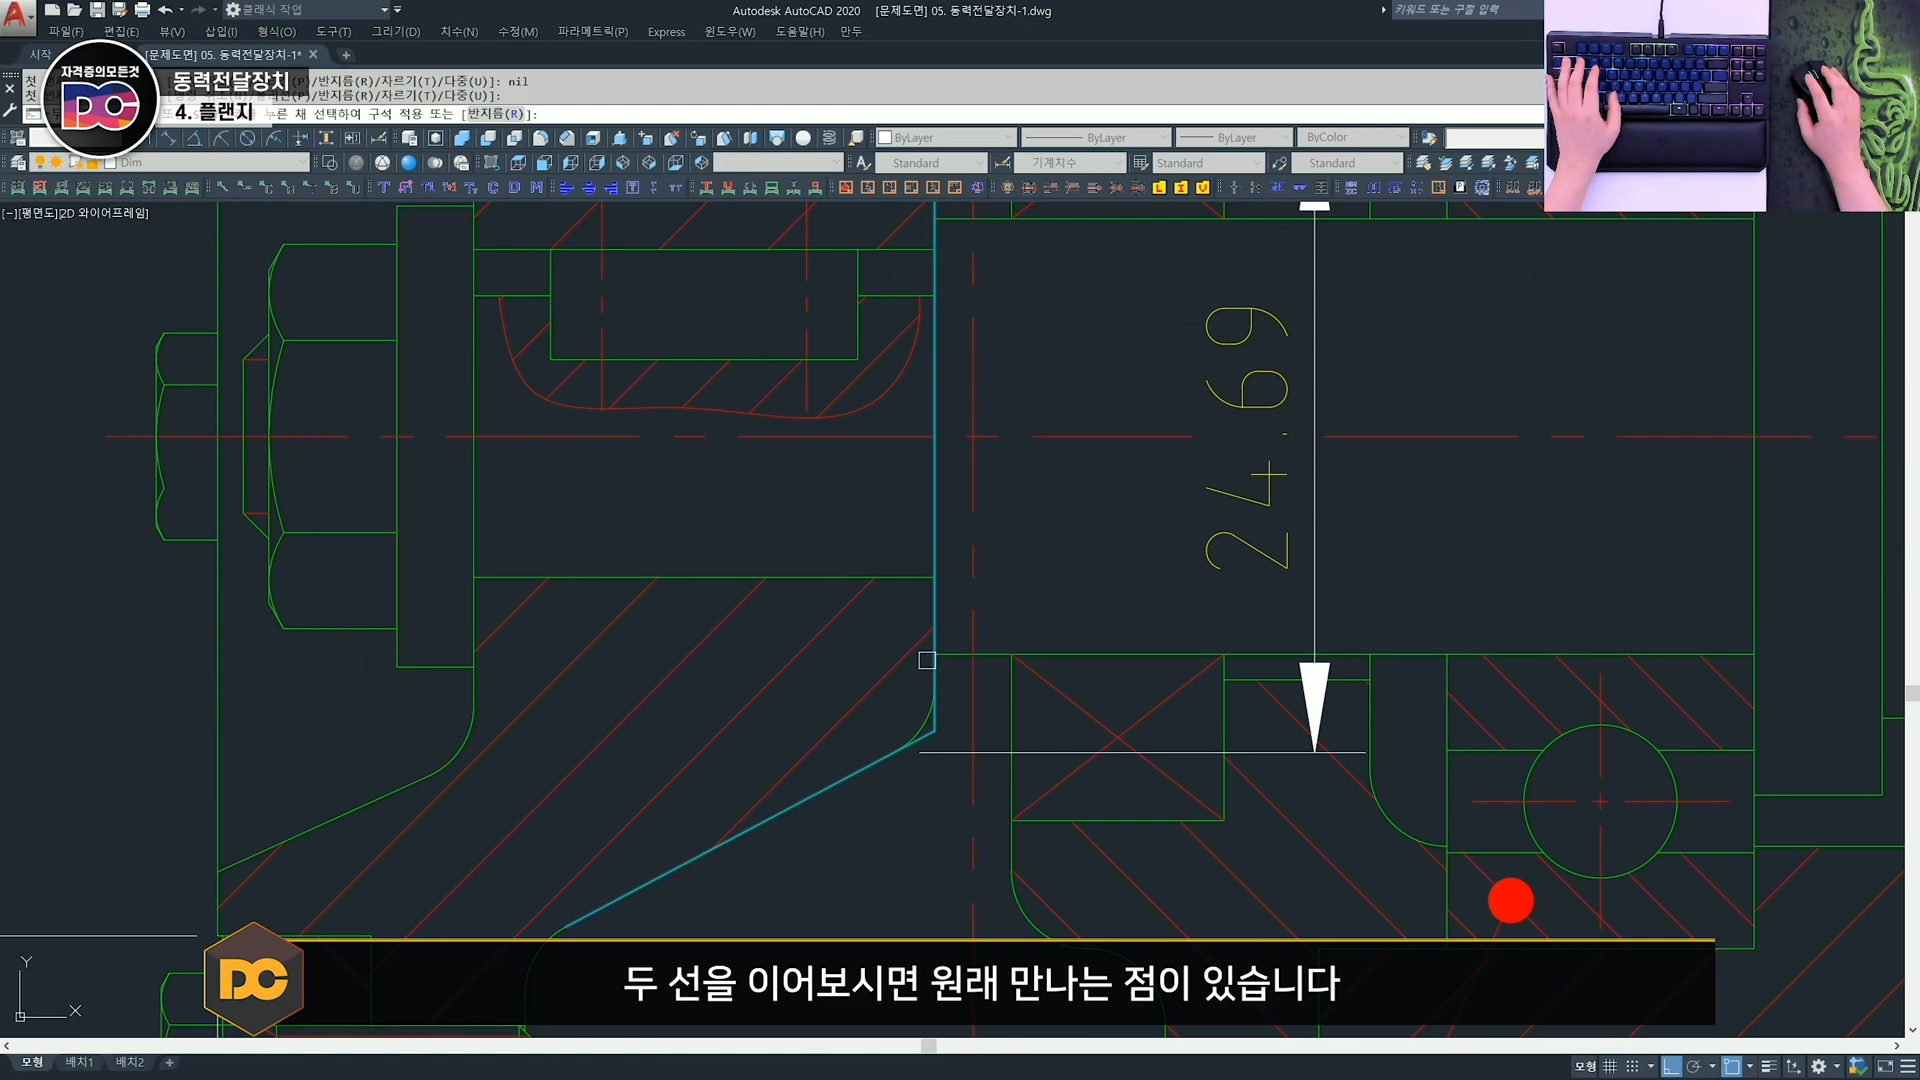 클래식 작업
Autodesk AutoCAD 2020 [문제도면] 05. 동력전달장치-1.dwg
키워드 또는 구절 입력
파일(F) 편집(E) 뷰(V) 삽입(I) 형식(O) 도구(T) 그리기(D) 치수(N) 수정(M) 파라메트릭(P) Express 윈도우(W) 도움말(H) 만두
시작
[문제도면] 05. 동력전달장치-1*
자격증의모든것
DC
동력전달장치
4. 플랜지
(P)/반지름(R)/자르기(T)/다중(U)]: nil
(P)/반지름(R)/자르기(T)/다중(U)]:
누른 채 선택하여 구석 적용 또는 [반지름(R)]:
ByLayer ByLayer ByLayer ByColor
Dim
Standard 기계치수 Standard Standard
[−][평면도][2D 와이어프레임]
24.69
Y
X
DC
두 선을 이어보시면 원래 만나는 점이 있습니다
모형 배치1 배치2
모형